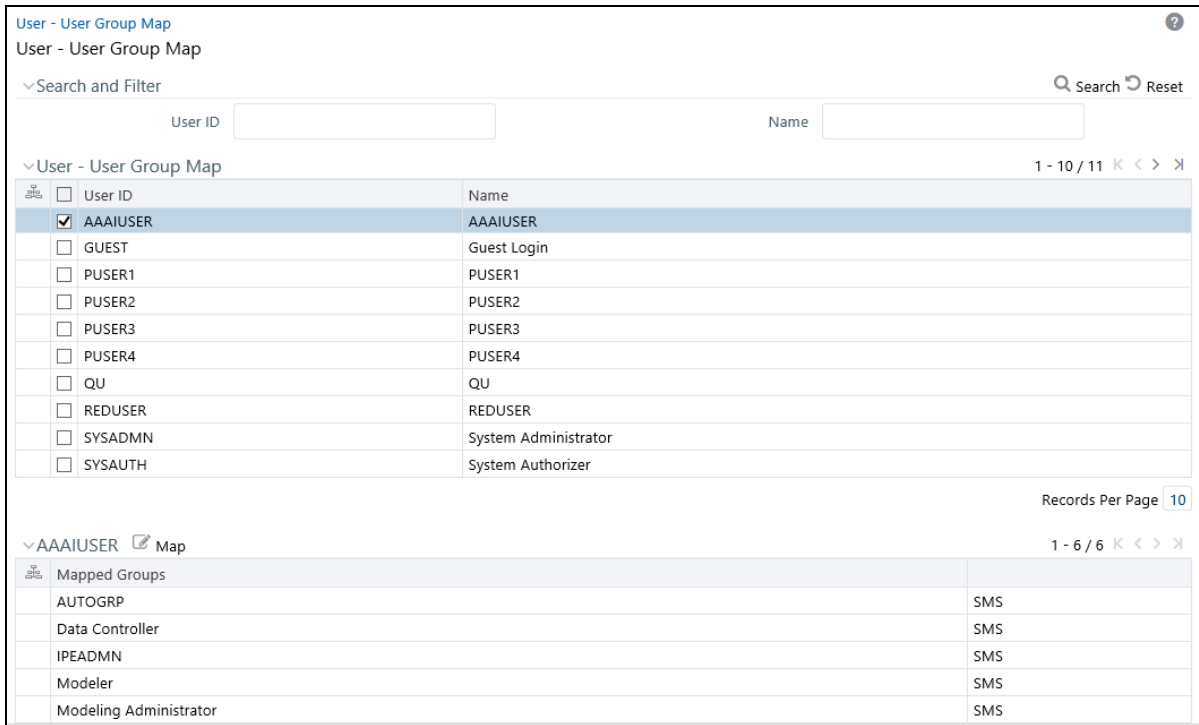 User - User Group Map
?
User - User Group Map
Search and Filter Search Reset
User ID Name
User - User Group Map 1 - 10 / 11
User ID Name
AAAIUSER AAAIUSER
GUEST Guest Login
PUSER1 PUSER1
PUSER2 PUSER2
PUSER3 PUSER3
PUSER4 PUSER4
QU QU
REDUSER REDUSER
SYSADMN System Administrator
SYSAUTH System Authorizer
Records Per Page 10
AAAIUSER Map 1 - 6 / 6
Mapped Groups
AUTOGRP SMS
Data Controller SMS
IPEADMN SMS
Modeler SMS
Modeling Administrator SMS